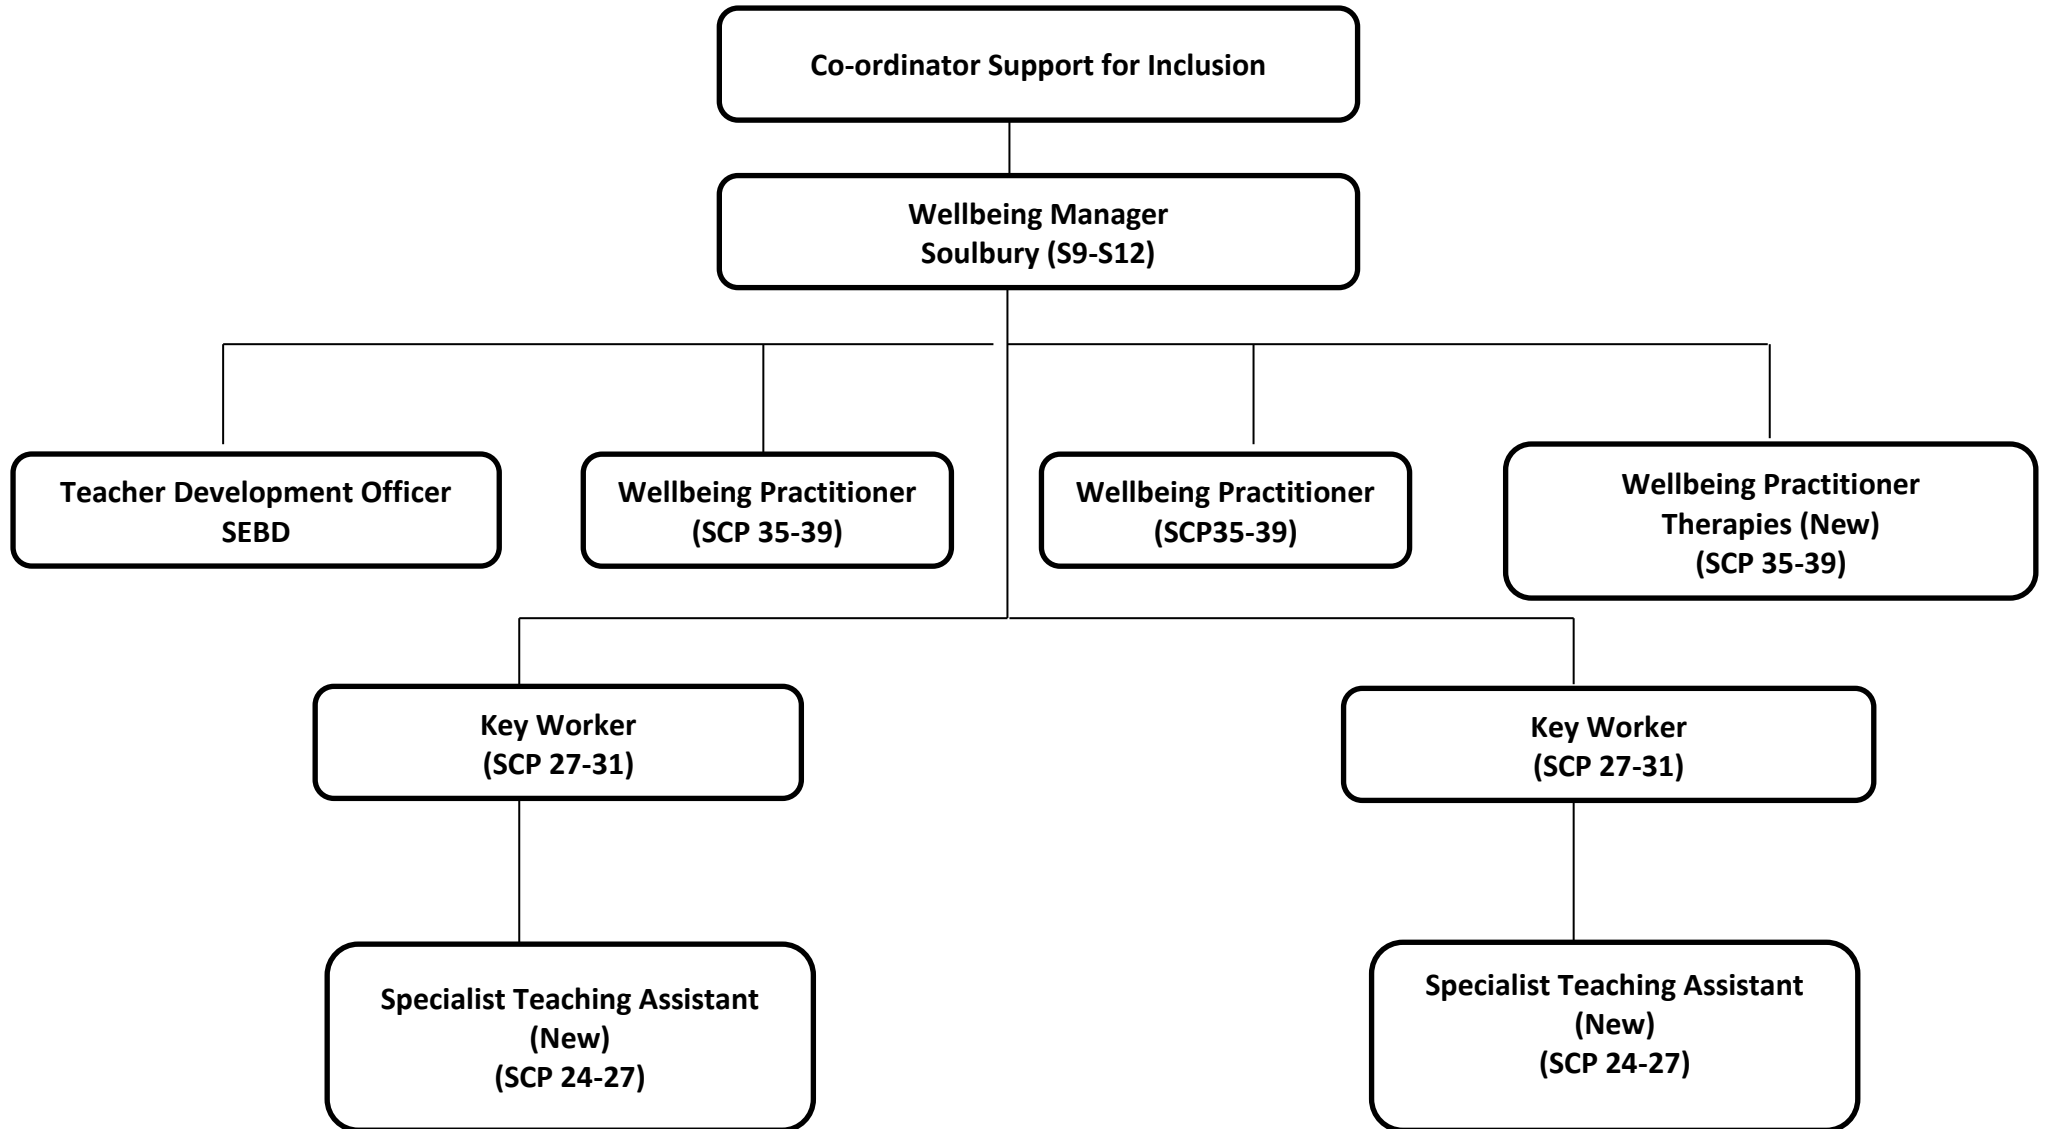 Co-ordinator Support for Inclusion
Wellbeing Manager
Soulbury (S9-S12)
Teacher Development Officer
SEBD
Wellbeing Practitioner
(SCP 35-39)
Wellbeing Practitioner
(SCP35-39)
Wellbeing Practitioner
Therapies (New)
(SCP 35-39)
Key Worker
(SCP 27-31)
Key Worker
(SCP 27-31)
Specialist Teaching Assistant
(New)
(SCP 24-27)
Specialist Teaching Assistant
(New)
(SCP 24-27)